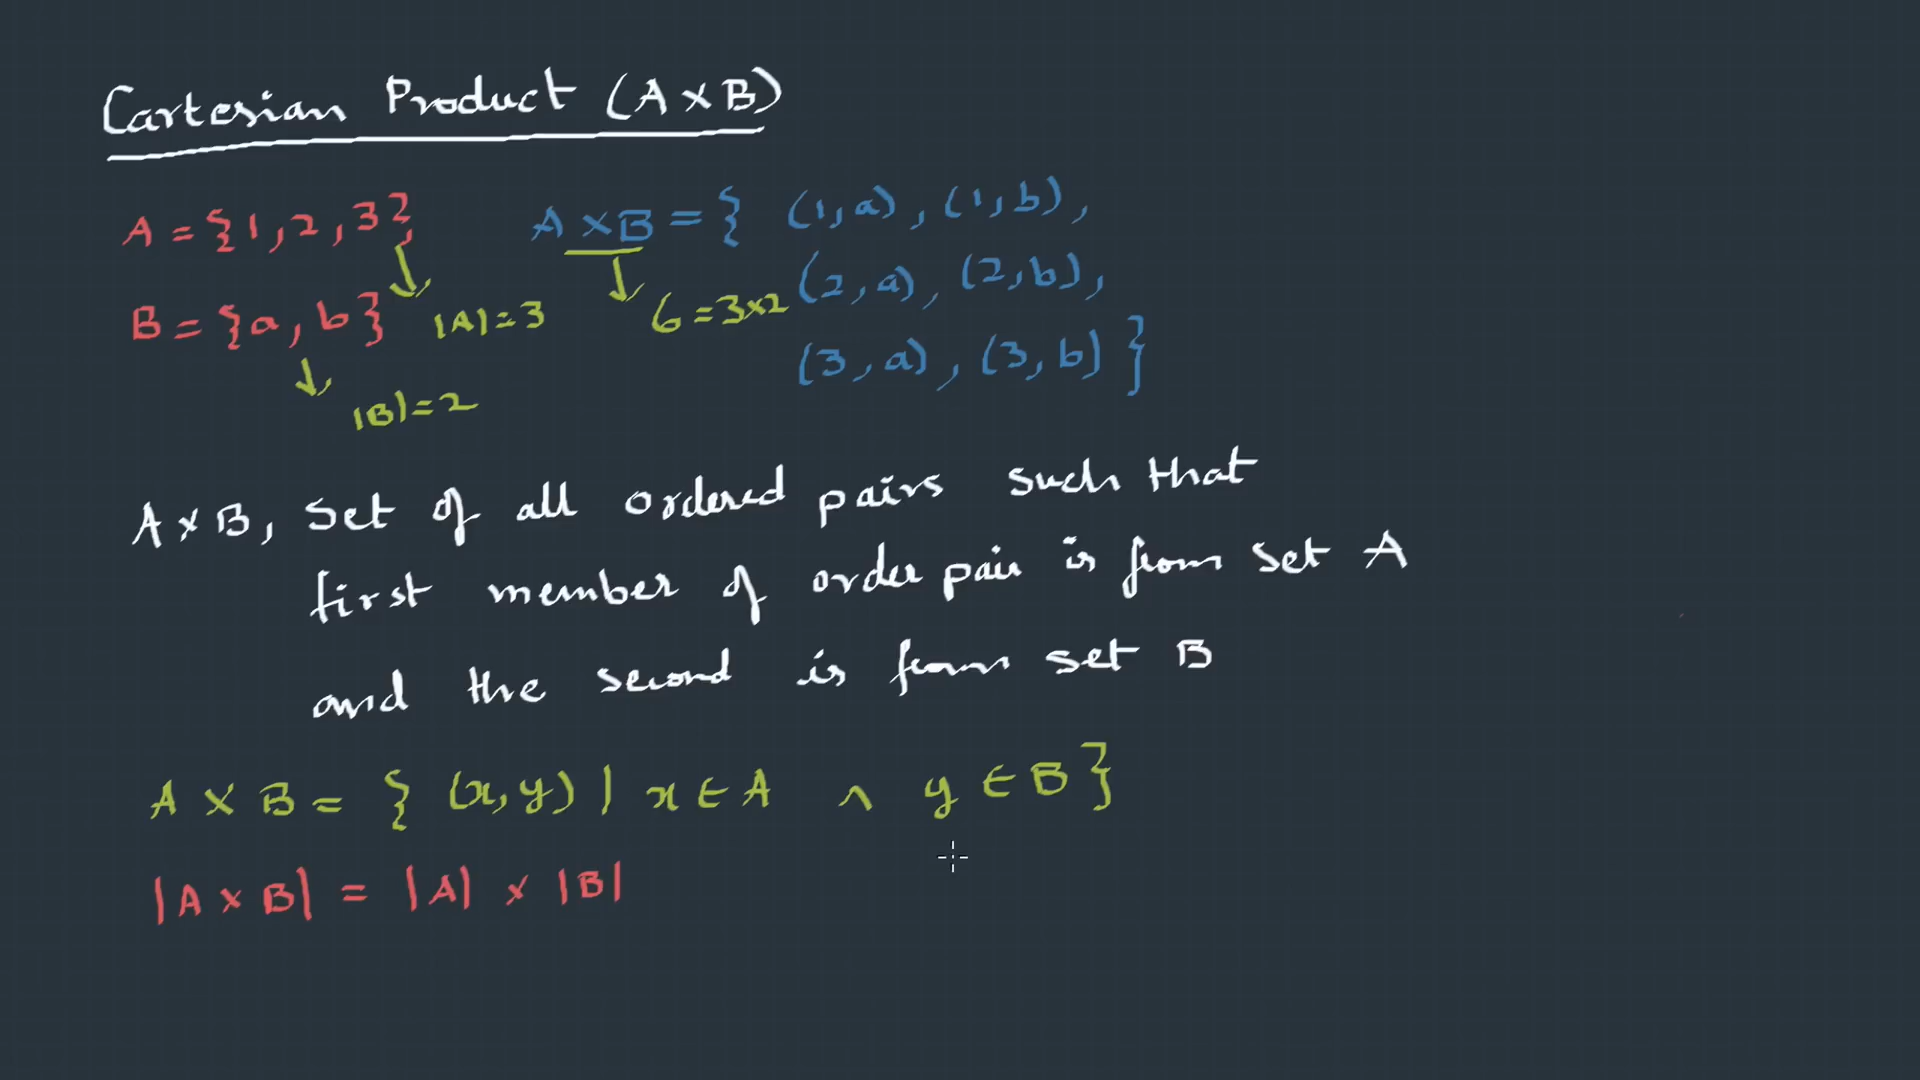 Cartesian Product (A × B)
A = {1, 2, 3}
B = {a, b}
|A| = 3
|B| = 2
A × B = { (1, a), (1, b),
(2, a), (2, b),
(3, a), (3, b) }
6 = 3×2
A × B, Set of all ordered pairs such that
first member of order pair is from set A
and the second is from set B
A × B = { (x, y) | x ∈ A ∧ y ∈ B }
|A × B| = |A| × |B|